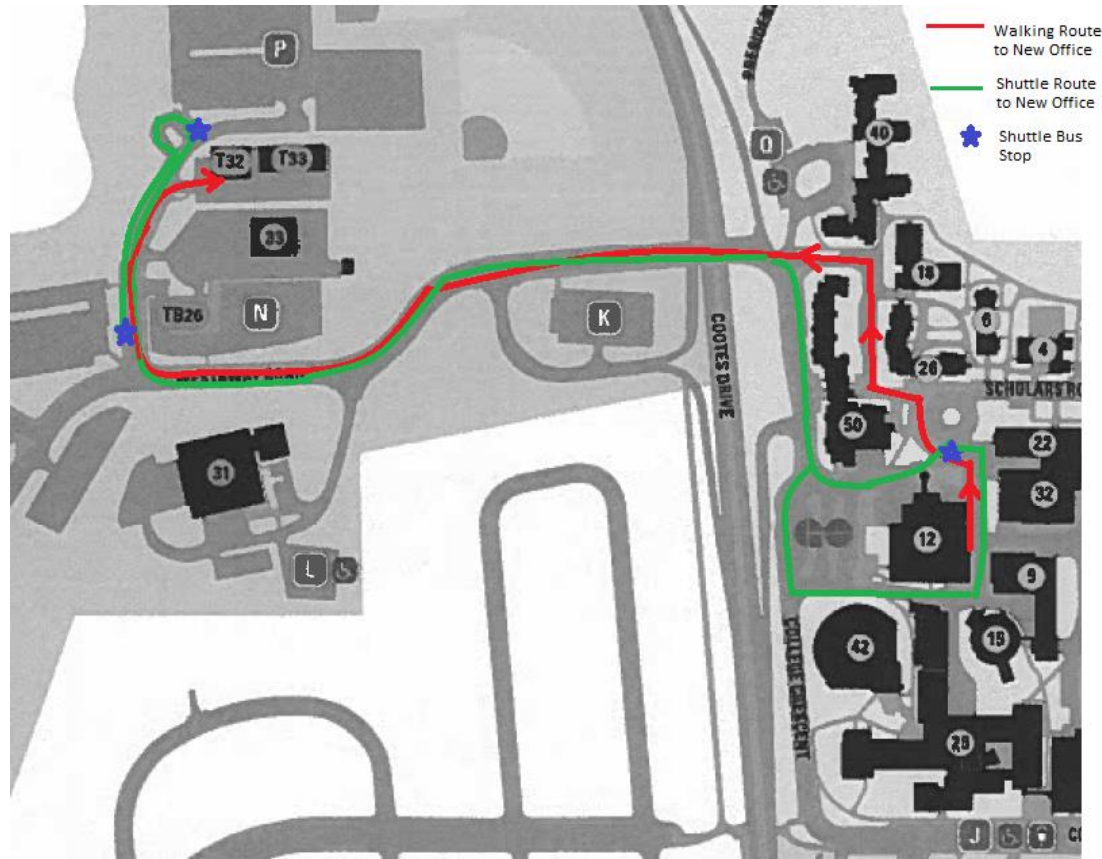 Walking Route
to New Office
Shuttle Route
to New Office
Shuttle Bus
Stop
P
T32
T33
33
TB26
N
K
31
L
COOTES DRIVE
40
18
6
4
26
SCHOLARS RO
50
22
32
12
9
42
15
COLLEGE CRESCENT
28
J